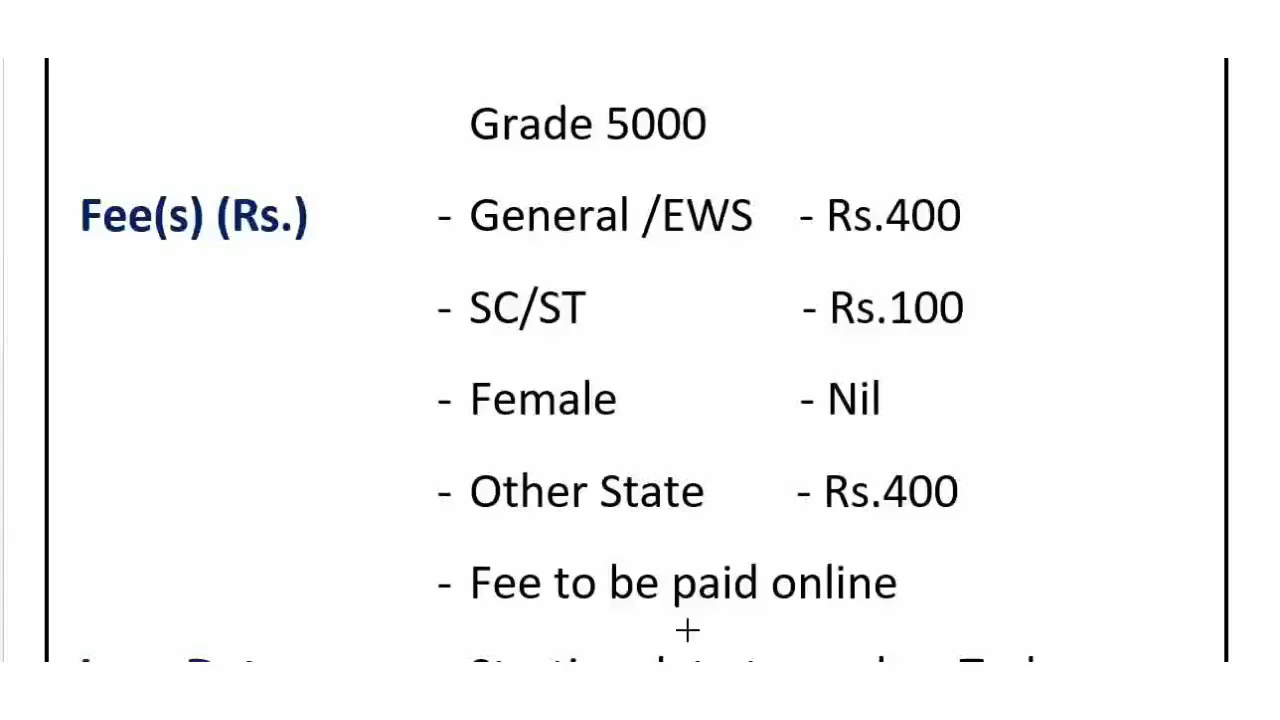 Grade 5000
Fee(s) (Rs.) - General /EWS - Rs.400
- SC/ST - Rs.100
- Female - Nil
- Other State - Rs.400
- Fee to be paid online